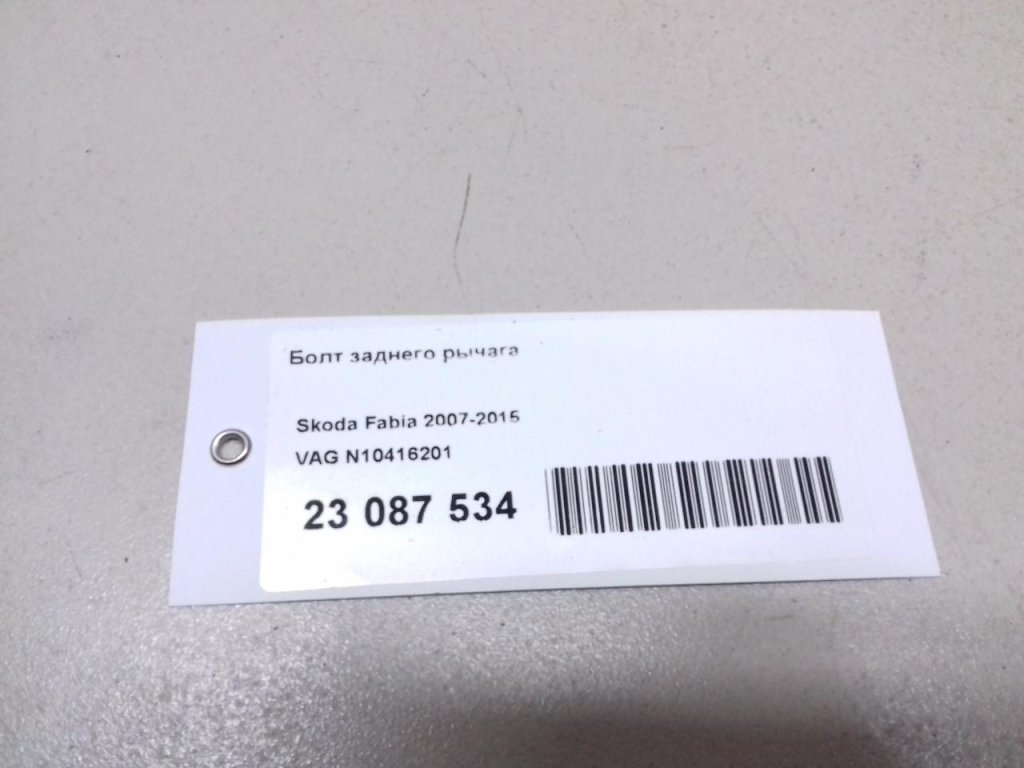 Болт заднего рычага
Skoda Fabia 2007-2015
VAG N10416201
23 087 534